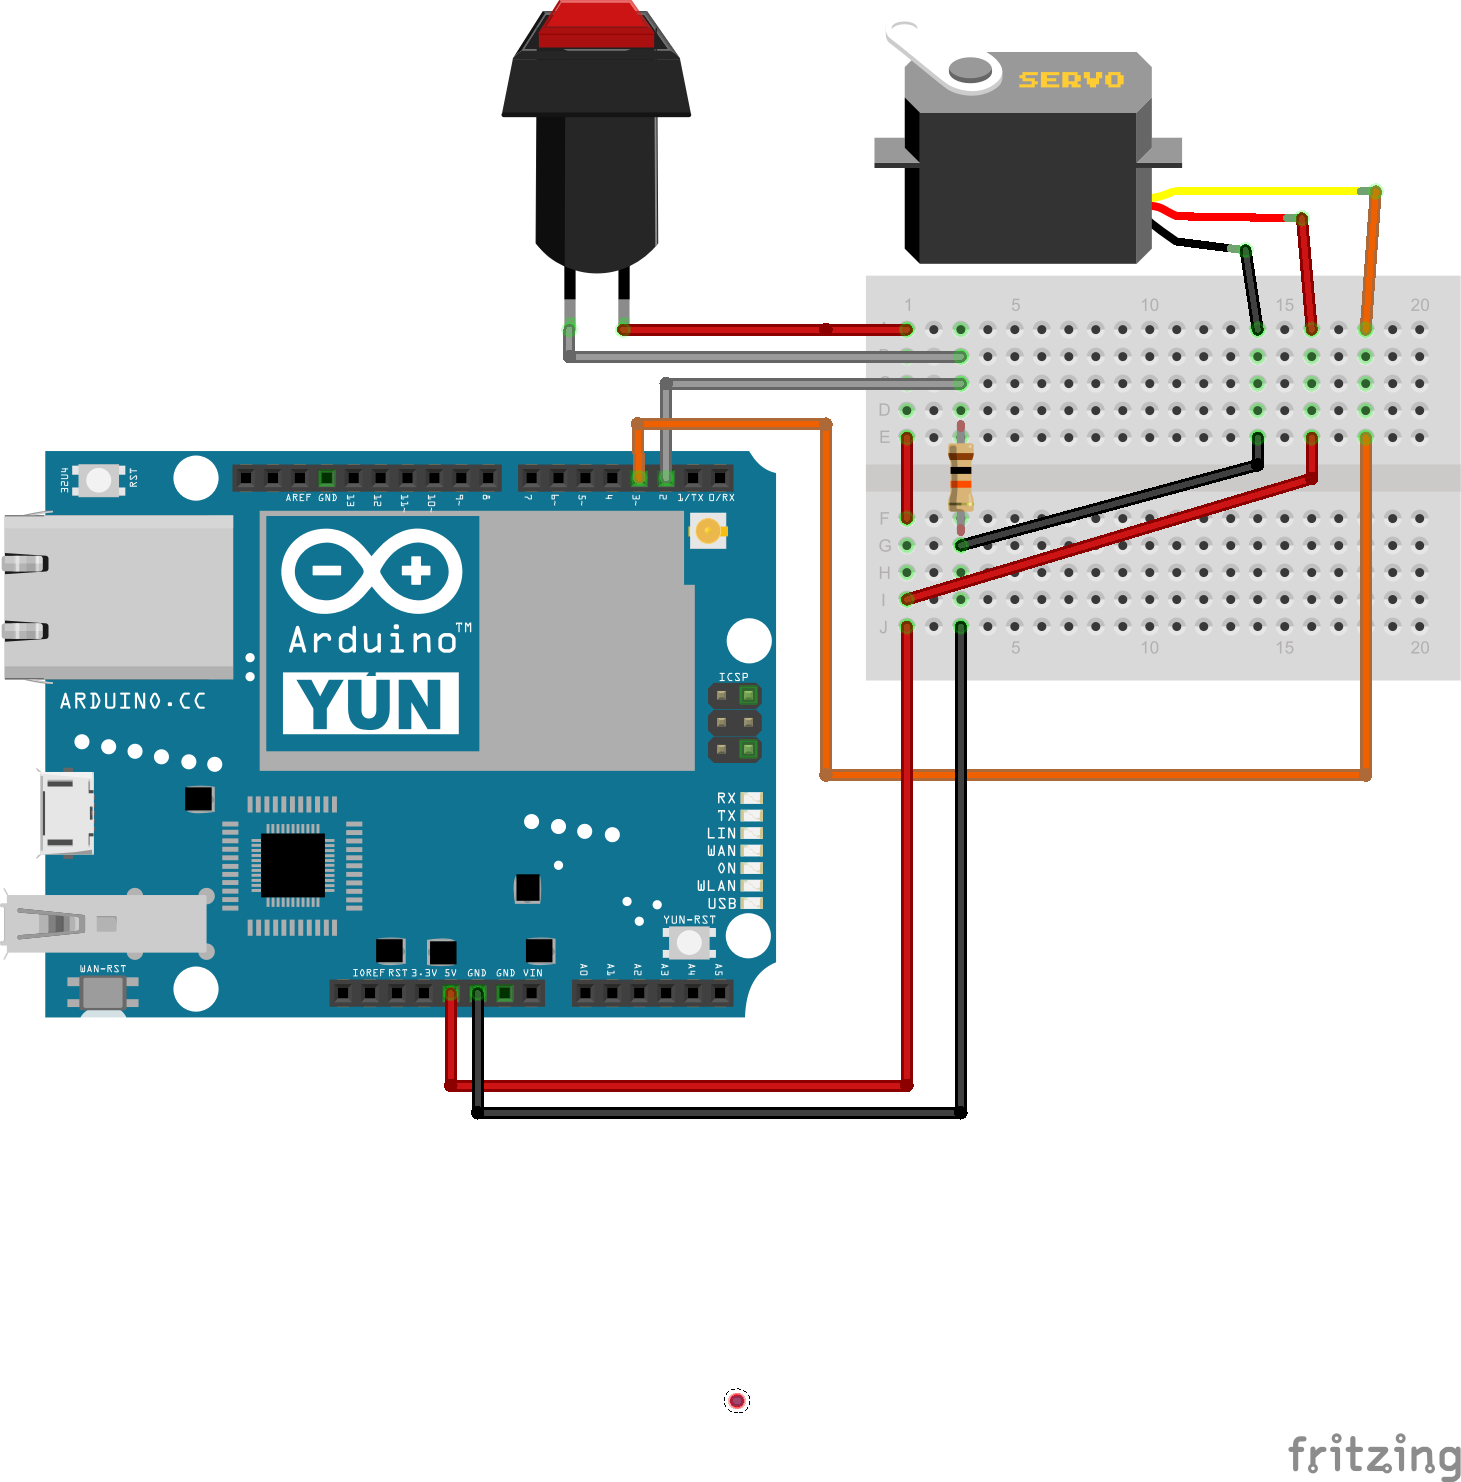 SERVO
1 5 10 15 20
A
B
C
D
E
F
G
H
I
J
5 10 15 20
32U4 RST
AREF GND 13 12 11~ 10~ 9~ 8 7 6~ 5~ 4 3~ 2 1/TX 0/RX
Arduino™
YÚN
ARDUINO.CC
ICSP
RX
TX
LIN
WAN
ON
WLAN
USB
YUN-RST
WAN-RST
IOREF RST 3.3V 5V GND GND VIN A0 A1 A2 A3 A4 A5
fritzing